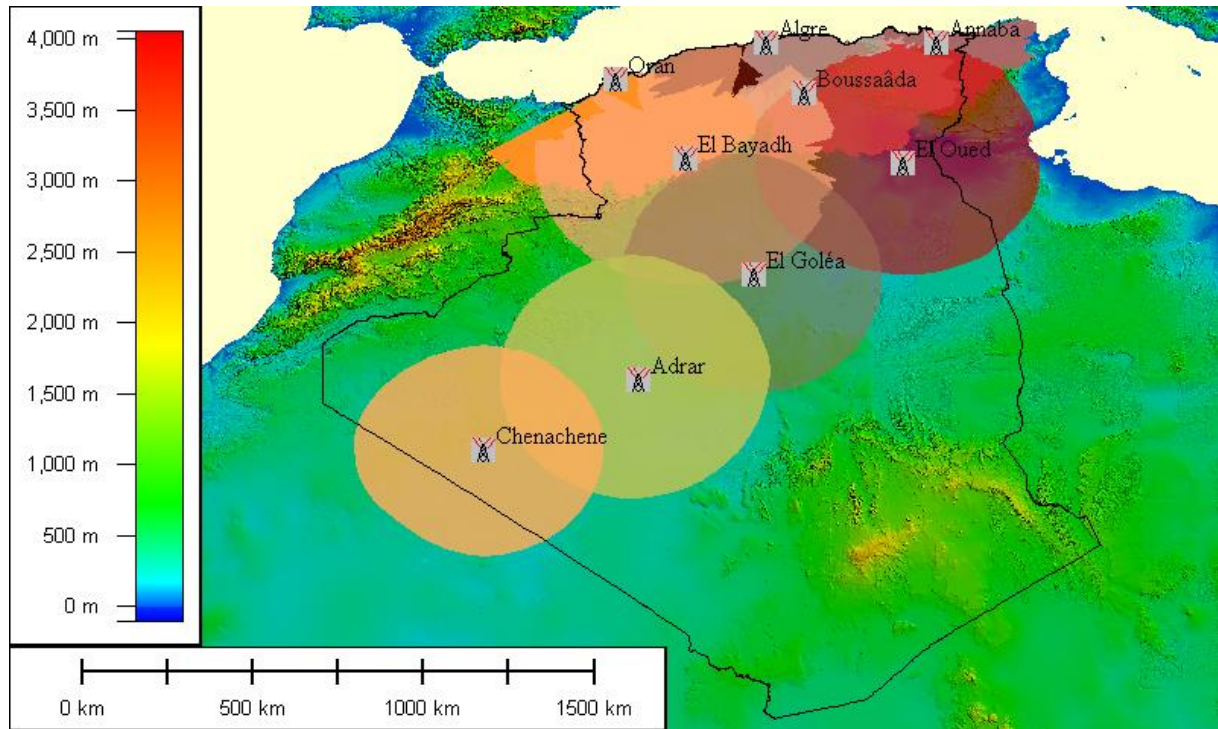 4,000 m
3,500 m
3,000 m
2,500 m
2,000 m
1,500 m
1,000 m
500 m
0 m
Algre
Annaba
Oran
Boussaâda
El Bayadh
El Oued
El Goléa
Adrar
Chenachene
0 km
500 km
1000 km
1500 km